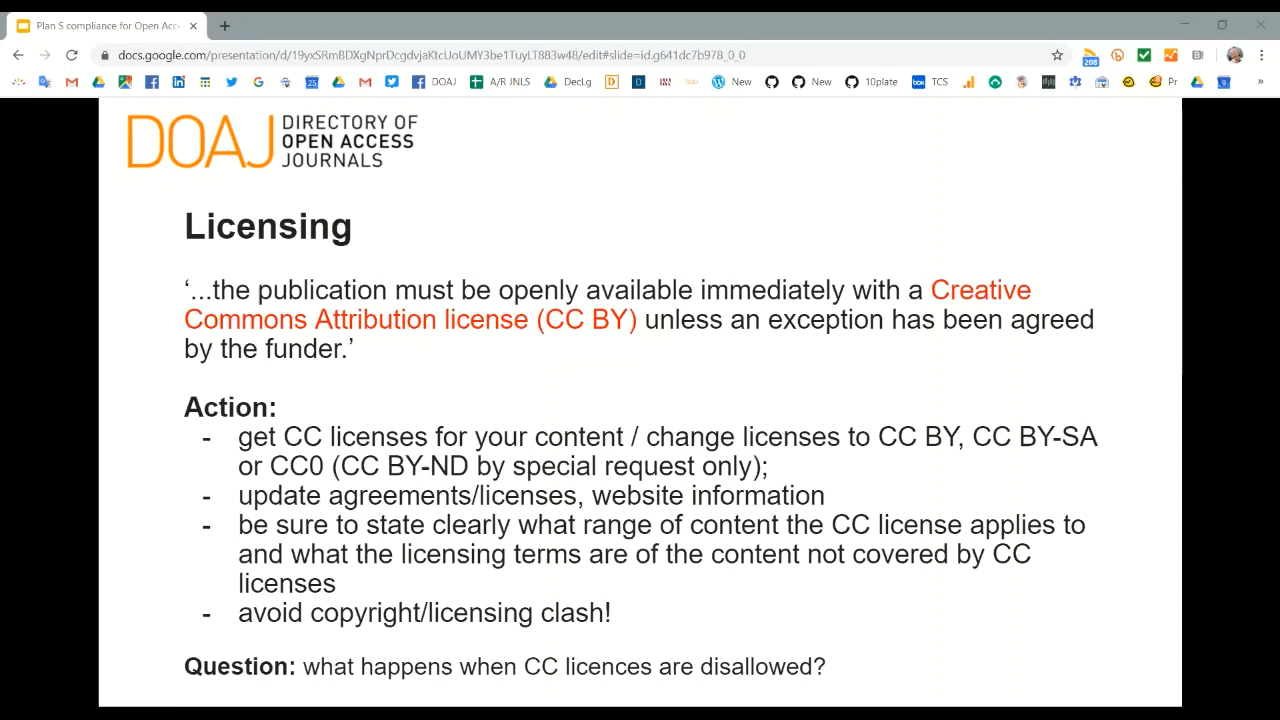 Plan S compliance for Open Acc
docs.google.com/presentation/d/19yxSRmBDXgNprDcgdvjaKtcUoUMY3be1TuyLT883w48/edit#slide=id.g641dc7b978_0_0
208
DOAJ A/R JNLS DecLg New New 10plate box TCS Pr »
DOAJ DIRECTORY OF
OPEN ACCESS
JOURNALS
Licensing
‘...the publication must be openly available immediately with a Creative
Commons Attribution license (CC BY) unless an exception has been agreed
by the funder.’
Action:
- get CC licenses for your content / change licenses to CC BY, CC BY-SA
or CC0 (CC BY-ND by special request only);
- update agreements/licenses, website information
- be sure to state clearly what range of content the CC license applies to
and what the licensing terms are of the content not covered by CC
licenses
- avoid copyright/licensing clash!
Question: what happens when CC licences are disallowed?